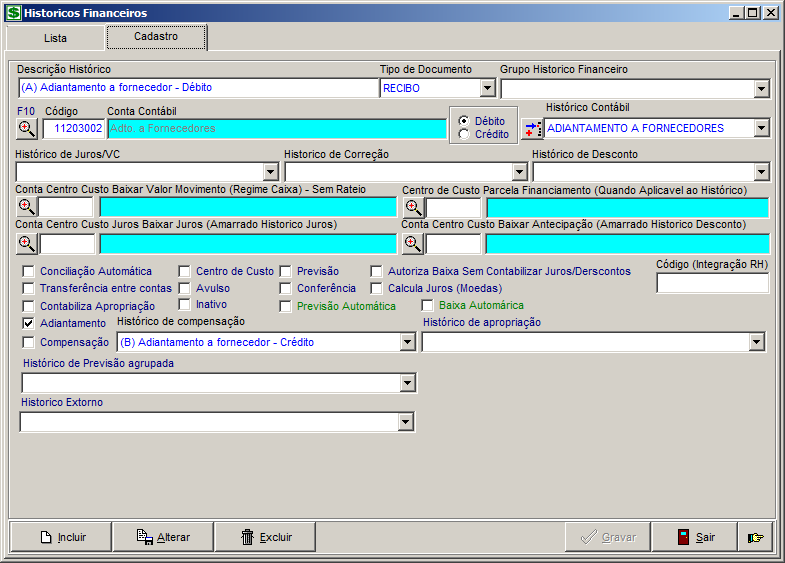 Historicos Financeiros
Lista Cadastro
Descrição Histórico Tipo de Documento Grupo Historico Financeiro
(A) Adiantamento a fornecedor - Débito RECIBO
F10 Código Conta Contábil Histórico Contábil
11203002 Adto. a Fornecedores Débito Crédito ADIANTAMENTO A FORNECEDORES
Histórico de Juros/VC Historico de Correção Histórico de Desconto
Conta Centro Custo Baixar Valor Movimento (Regime Caixa) - Sem Rateio Centro de Custo Parcela Financiamento (Quando Aplicavel ao Histórico)
Conta Centro Custo Juros Baixar Juros (Amarrado Historico Juros) Conta Centro Custo Baixar Antecipação (Amarrado Historico Desconto)
Conciliação Automática Centro de Custo Previsão Autoriza Baixa Sem Contabilizar Juros/Derscontos Código (Integração RH)
Transferência entre contas Avulso Conferência Calcula Juros (Moedas)
Contabiliza Apropriação Inativo Previsão Automática Baixa Automárica
Adiantamento Histórico de compensação Histórico de apropriação
Compensação (B) Adiantamento a fornecedor - Crédito
Histórico de Previsão agrupada
Historico Extorno
Incluir Alterar Excluir Gravar Sair